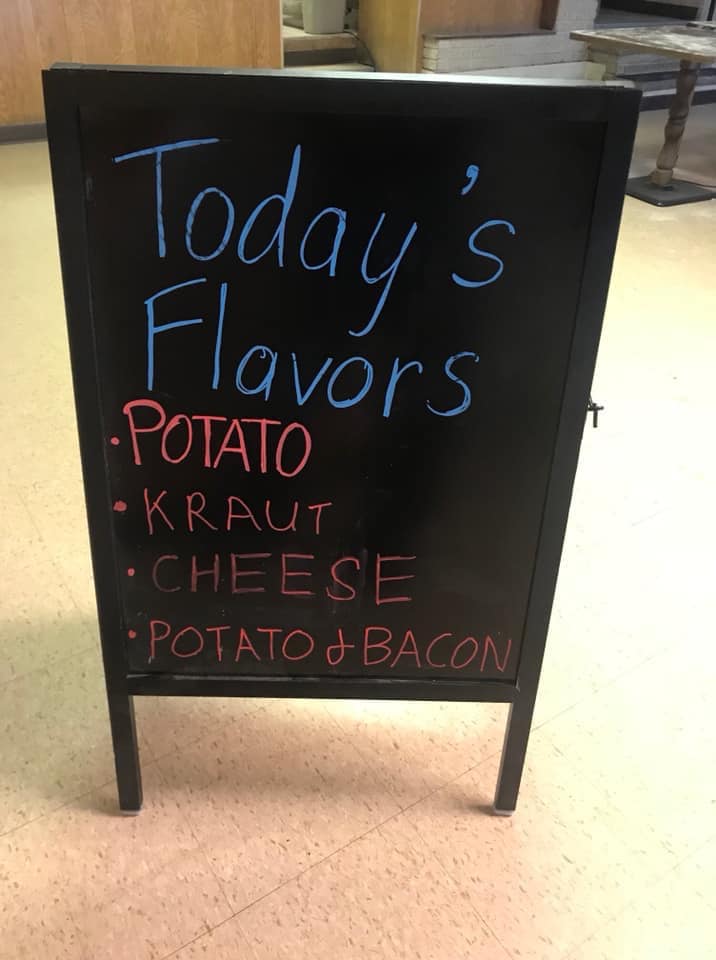 Today's
Flavors
· POTATO
· KRAUT
· CHEESE
· POTATO & BACON